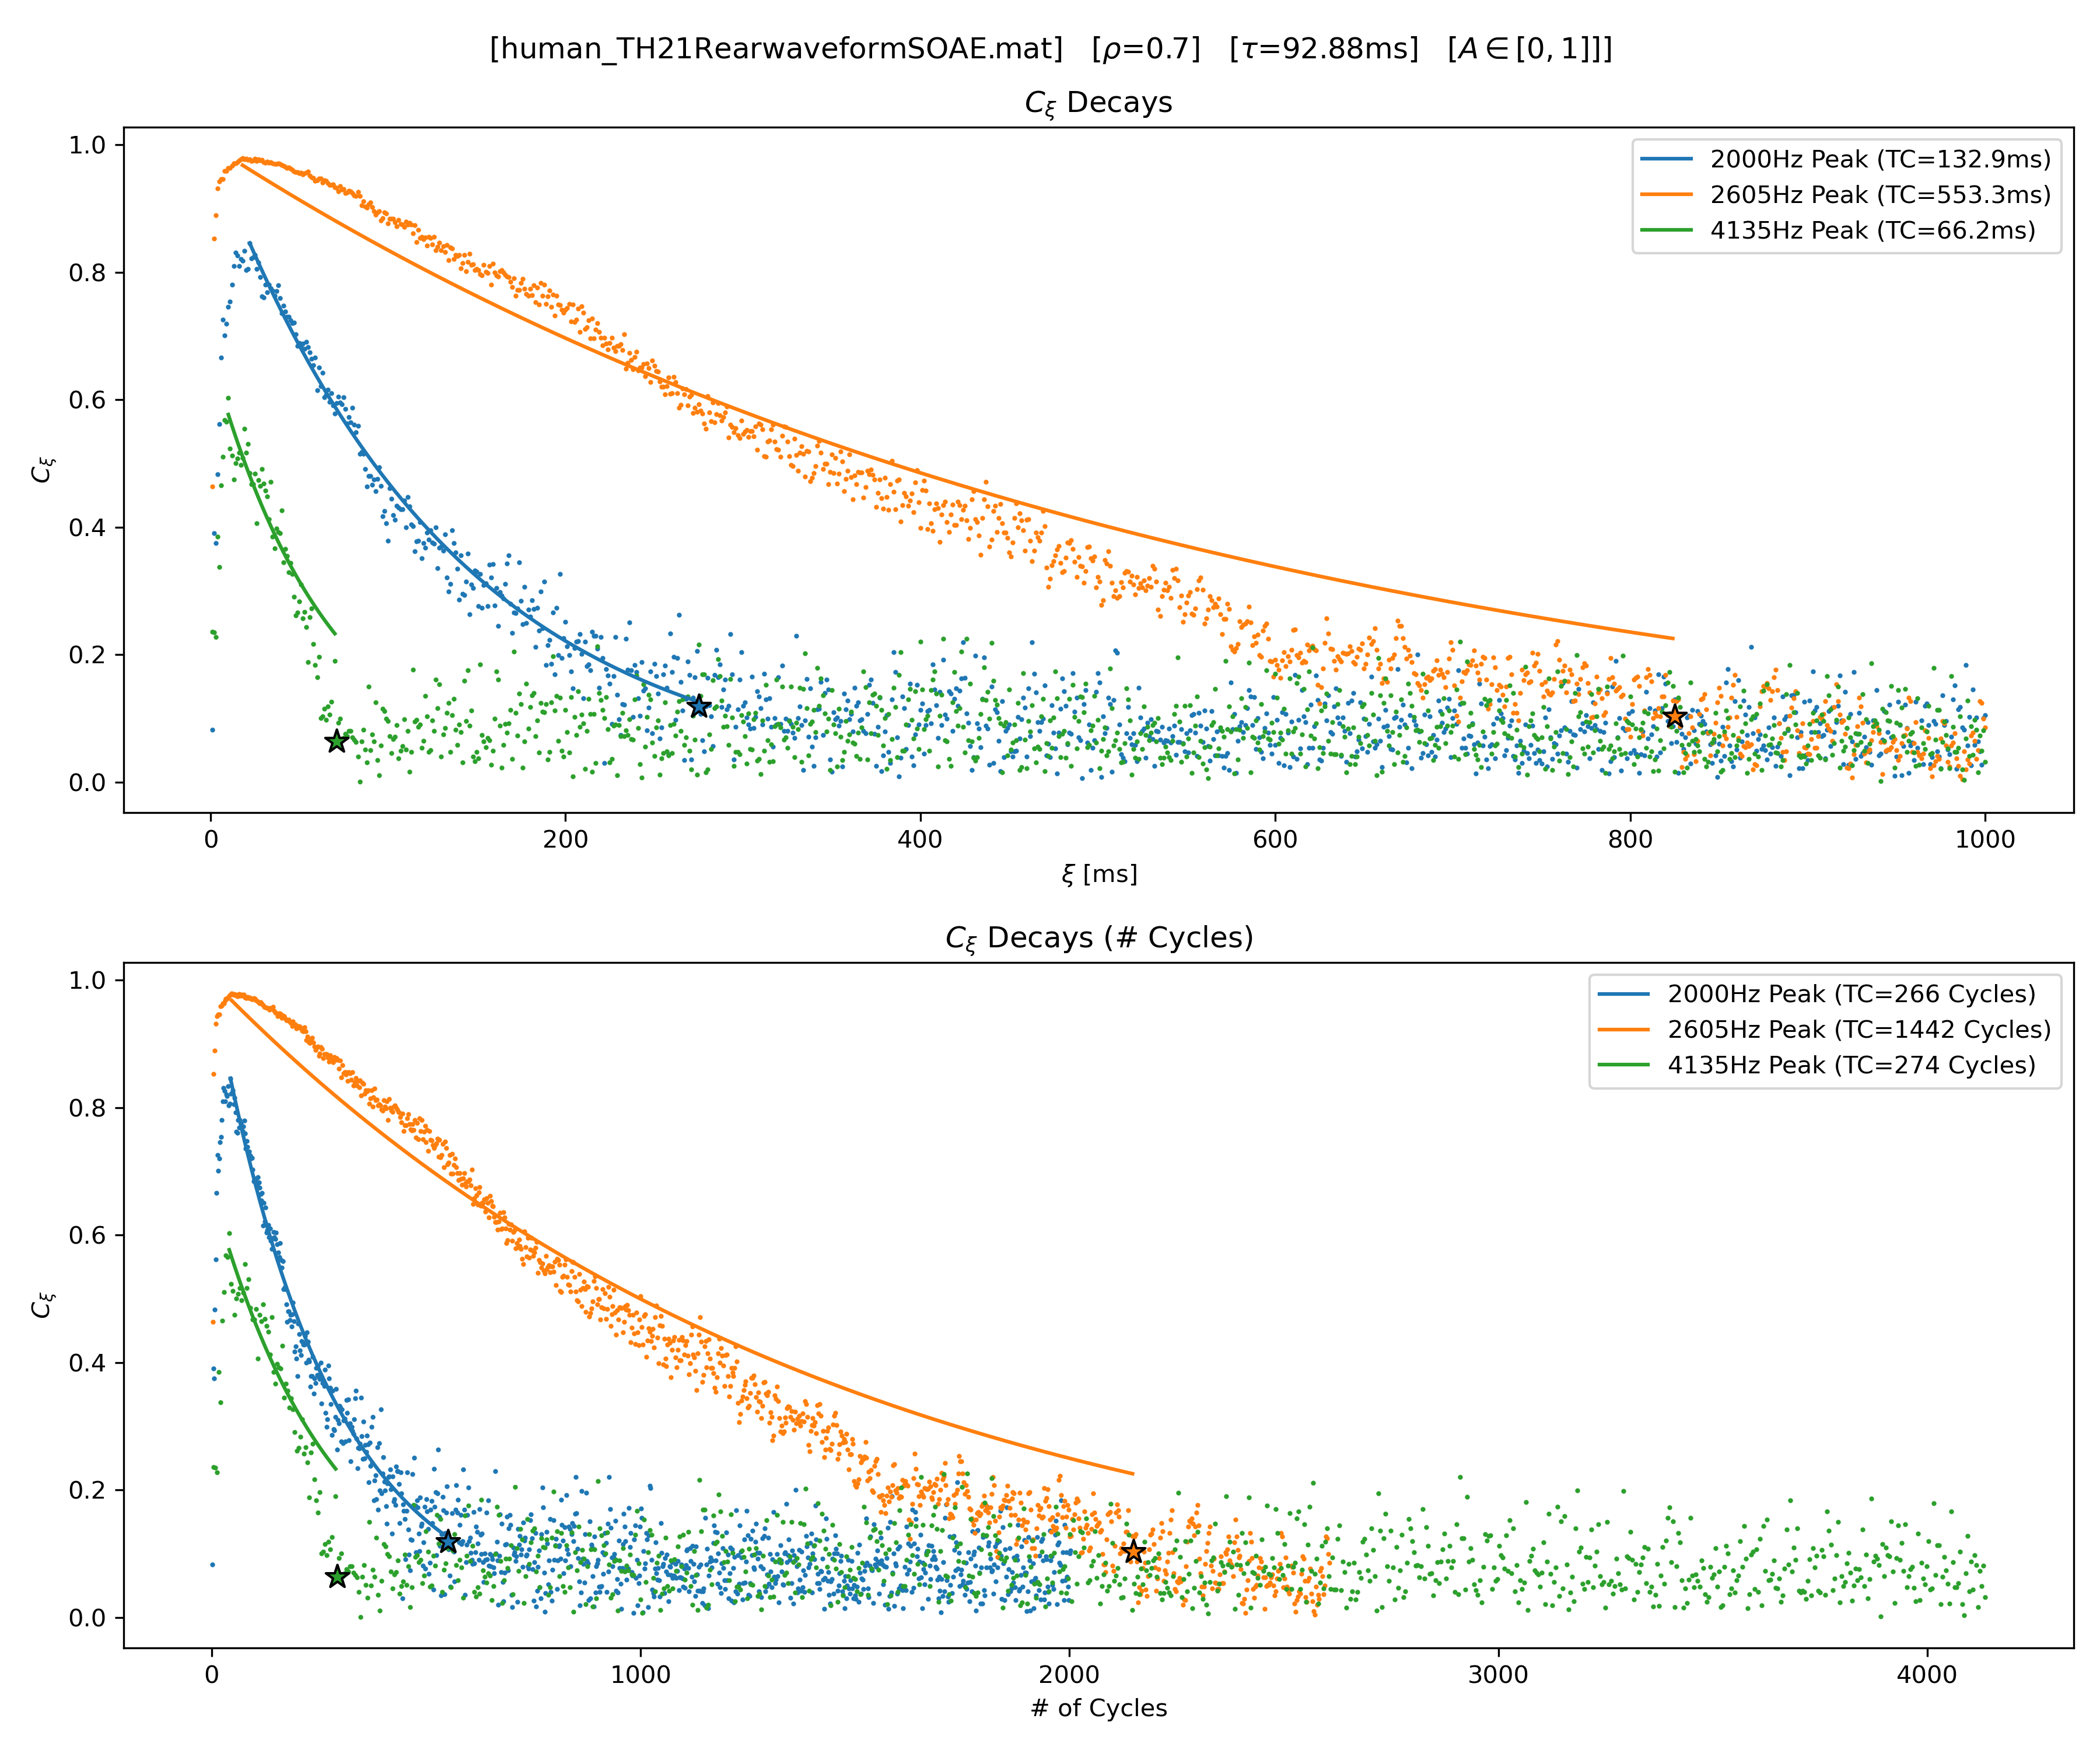 [human_TH21RearwaveformSOAE.mat] [ρ=0.7] [τ=92.88ms] [A ∈ [0, 1]]]
C_ξ Decays
1.0
0.8
0.6
0.4
0.2
0.0
C_ξ
2000Hz Peak (TC=132.9ms)
2605Hz Peak (TC=553.3ms)
4135Hz Peak (TC=66.2ms)
0 200 400 600 800 1000
ξ [ms]
C_ξ Decays (# Cycles)
1.0
0.8
0.6
0.4
0.2
0.0
C_ξ
2000Hz Peak (TC=266 Cycles)
2605Hz Peak (TC=1442 Cycles)
4135Hz Peak (TC=274 Cycles)
0 1000 2000 3000 4000
# of Cycles